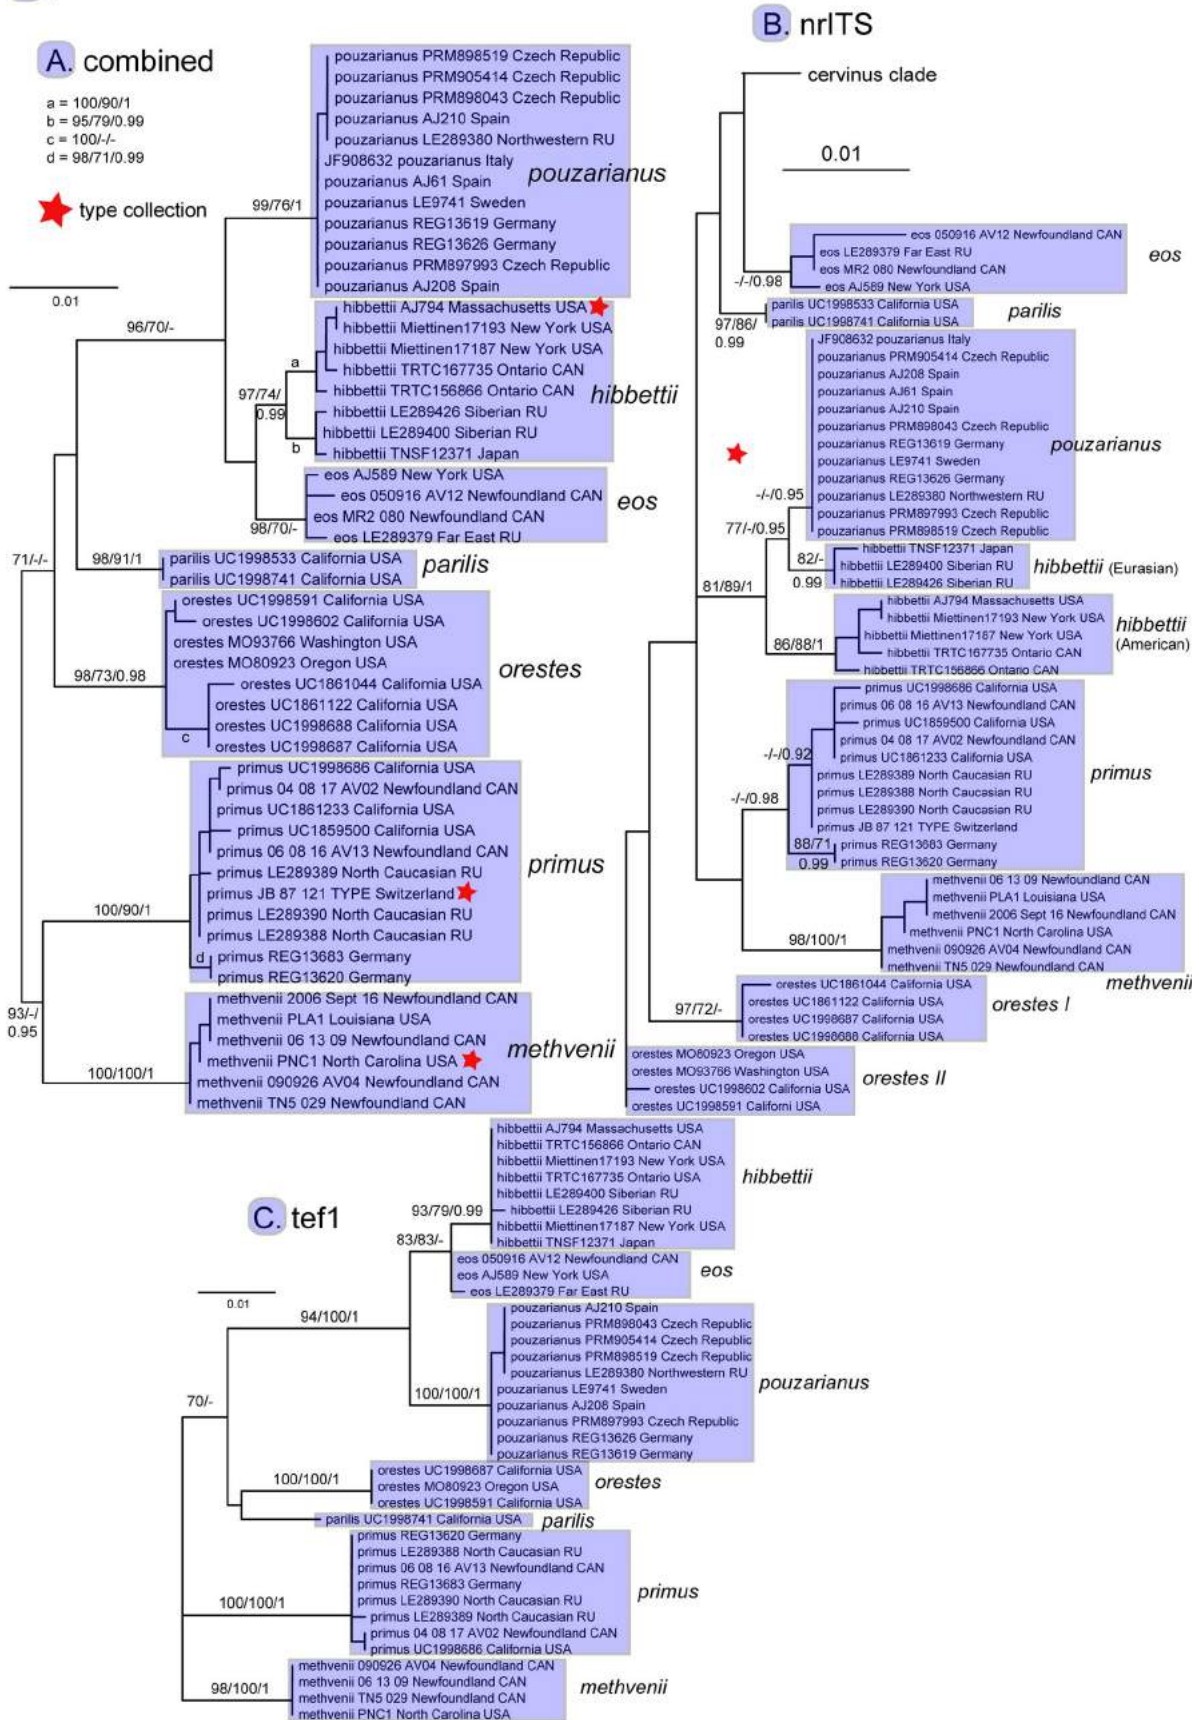 A. combined
a = 100/90/1
b = 95/79/0.99
c = 100/-/-
d = 98/71/0.99
type collection
0.01
pouzarianus PRM898519 Czech Republic
pouzarianus PRM905414 Czech Republic
pouzarianus PRM898043 Czech Republic
pouzarianus AJ210 Spain
pouzarianus LE289380 Northwestern RU
JF908632 pouzarianus Italy
pouzarianus AJ61 Spain
pouzarianus LE9741 Sweden
pouzarianus REG13619 Germany
pouzarianus REG13626 Germany
pouzarianus PRM897993 Czech Republic
pouzarianus AJ208 Spain
pouzarianus
99/76/1
96/70/-
hibbettii AJ794 Massachusetts USA
hibbettii Miettinen17193 New York USA
hibbettii Miettinen17187 New York USA
hibbettii TRTC167735 Ontario CAN
hibbettii TRTC156866 Ontario CAN
hibbettii LE289426 Siberian RU
hibbettii LE289400 Siberian RU
hibbettii TNSF12371 Japan
hibbettii
a
97/74/
0.99
b
eos AJ589 New York USA
eos 050916 AV12 Newfoundland CAN
eos MR2 080 Newfoundland CAN
eos LE289379 Far East RU
eos
98/70/-
71/-/-
98/91/1
parilis UC1998533 California USA
parilis UC1998741 California USA
parilis
orestes UC1998591 California USA
orestes UC1998602 California USA
orestes MO93766 Washington USA
orestes MO80923 Oregon USA
orestes UC1861044 California USA
orestes UC1861122 California USA
orestes UC1998688 California USA
orestes UC1998687 California USA
orestes
98/73/0.98
c
primus UC1998686 California USA
primus 04 08 17 AV02 Newfoundland CAN
primus UC1861233 California USA
primus UC1859500 California USA
primus 06 08 16 AV13 Newfoundland CAN
primus LE289389 North Caucasian RU
primus JB 87 121 TYPE Switzerland
primus LE289390 North Caucasian RU
primus LE289388 North Caucasian RU
primus REG13683 Germany
primus REG13620 Germany
primus
100/90/1
d
93/-/
0.95
methvenii 2006 Sept 16 Newfoundland CAN
methvenii PLA1 Louisiana USA
methvenii 06 13 09 Newfoundland CAN
methvenii PNC1 North Carolina USA
methvenii 090926 AV04 Newfoundland CAN
methvenii TN5 029 Newfoundland CAN
methvenii
100/100/1
B. nrITS
cervinus clade
0.01
eos 050916 AV12 Newfoundland CAN
eos LE289379 Far East RU
eos MR2 080 Newfoundland CAN
eos AJ589 New York USA
eos
-/-/0.98
parilis UC1998533 California USA
parilis UC1998741 California USA
parilis
97/86/
0.99
JF908632 pouzarianus Italy
pouzarianus PRM905414 Czech Republic
pouzarianus AJ208 Spain
pouzarianus AJ61 Spain
pouzarianus AJ210 Spain
pouzarianus PRM898043 Czech Republic
pouzarianus REG13619 Germany
pouzarianus LE9741 Sweden
pouzarianus REG13626 Germany
pouzarianus LE289380 Northwestern RU
pouzarianus PRM897993 Czech Republic
pouzarianus PRM898519 Czech Republic
pouzarianus
-/-/0.95
77/-/0.95
hibbettii TNSF12371 Japan
hibbettii LE289400 Siberian RU
hibbettii LE289426 Siberian RU
hibbettii (Eurasian)
82/-
0.99
81/89/1
hibbettii AJ794 Massachusetts USA
hibbettii Miettinen17193 New York USA
hibbettii Miettinen17187 New York USA
hibbettii TRTC167735 Ontario CAN
hibbettii TRTC156866 Ontario CAN
hibbettii
(American)
86/88/1
primus UC1998686 California USA
primus 06 08 16 AV13 Newfoundland CAN
primus UC1859500 California USA
primus 04 08 17 AV02 Newfoundland CAN
primus UC1861233 California USA
primus LE289389 North Caucasian RU
primus LE289388 North Caucasian RU
primus LE289390 North Caucasian RU
primus JB 87 121 TYPE Switzerland
primus REG13683 Germany
primus REG13620 Germany
primus
-/-/0.92
-/-/0.98
88/71
0.99
methvenii 06 13 09 Newfoundland CAN
methvenii PLA1 Louisiana USA
methvenii 2006 Sept 16 Newfoundland CAN
methvenii PNC1 North Carolina USA
methvenii 090926 AV04 Newfoundland CAN
methvenii TN5 029 Newfoundland CAN
methvenii
98/100/1
orestes UC1861044 California USA
orestes UC1861122 California USA
orestes UC1998687 California USA
orestes UC1998688 California USA
orestes I
97/72/-
orestes MO80923 Oregon USA
orestes MO93766 Washington USA
orestes UC1998602 California USA
orestes UC1998591 Californi USA
orestes II
C. tef1
0.01
hibbettii AJ794 Massachusetts USA
hibbettii TRTC156866 Ontario CAN
hibbettii Miettinen17193 New York USA
hibbettii TRTC167735 Ontario USA
hibbettii LE289400 Siberian RU
hibbettii LE289426 Siberian RU
hibbettii Miettinen17187 New York USA
hibbettii TNSF12371 Japan
hibbettii
93/79/0.99
83/83/-
eos 050916 AV12 Newfoundland CAN
eos AJ589 New York USA
eos LE289379 Far East RU
eos
94/100/1
pouzarianus AJ210 Spain
pouzarianus PRM898043 Czech Republic
pouzarianus PRM905414 Czech Republic
pouzarianus PRM898519 Czech Republic
pouzarianus LE289380 Northwestern RU
pouzarianus LE9741 Sweden
pouzarianus AJ208 Spain
pouzarianus PRM897993 Czech Republic
pouzarianus REG13626 Germany
pouzarianus REG13619 Germany
pouzarianus
100/100/1
70/-
orestes UC1998687 California USA
orestes MO80923 Oregon USA
orestes UC1998591 California USA
orestes
100/100/1
parilis UC1998741 California USA
parilis
primus REG13620 Germany
primus LE289388 North Caucasian RU
primus 06 08 16 AV13 Newfoundland CAN
primus REG13683 Germany
primus LE289390 North Caucasian RU
primus LE289389 North Caucasian RU
primus 04 08 17 AV02 Newfoundland CAN
primus UC1998686 California USA
primus
100/100/1
methvenii 090926 AV04 Newfoundland CAN
methvenii 06 13 09 Newfoundland CAN
methvenii TN5 029 Newfoundland CAN
methvenii PNC1 North Carolina USA
methvenii
98/100/1